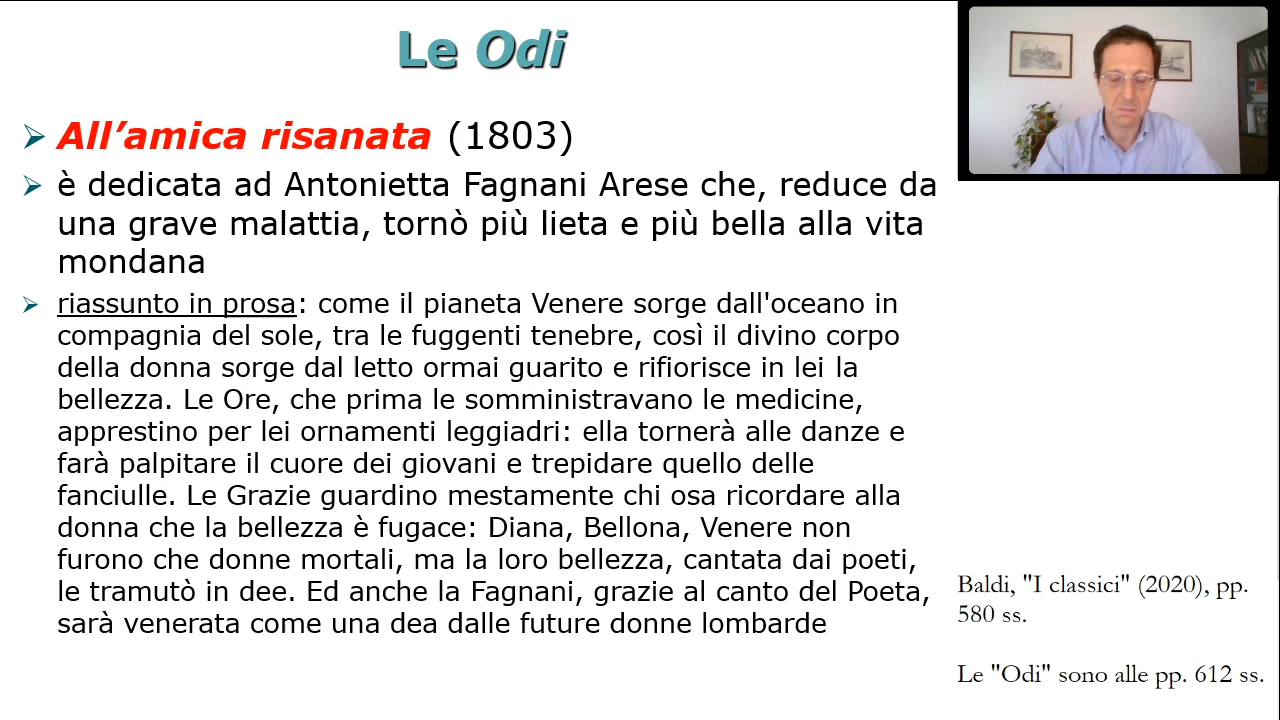 Le Odi
All’amica risanata (1803)
è dedicata ad Antonietta Fagnani Arese che, reduce da
una grave malattia, tornò più lieta e più bella alla vita
mondana
riassunto in prosa: come il pianeta Venere sorge dall'oceano in
compagnia del sole, tra le fuggenti tenebre, così il divino corpo
della donna sorge dal letto ormai guarito e rifiorisce in lei la
bellezza. Le Ore, che prima le somministravano le medicine,
apprestino per lei ornamenti leggiadri: ella tornerà alle danze e
farà palpitare il cuore dei giovani e trepidare quello delle
fanciulle. Le Grazie guardino mestamente chi osa ricordare alla
donna che la bellezza è fugace: Diana, Bellona, Venere non
furono che donne mortali, ma la loro bellezza, cantata dai poeti,
le tramutò in dee. Ed anche la Fagnani, grazie al canto del Poeta,
sarà venerata come una dea dalle future donne lombarde
Baldi, "I classici" (2020), pp.
580 ss.
Le "Odi" sono alle pp. 612 ss.